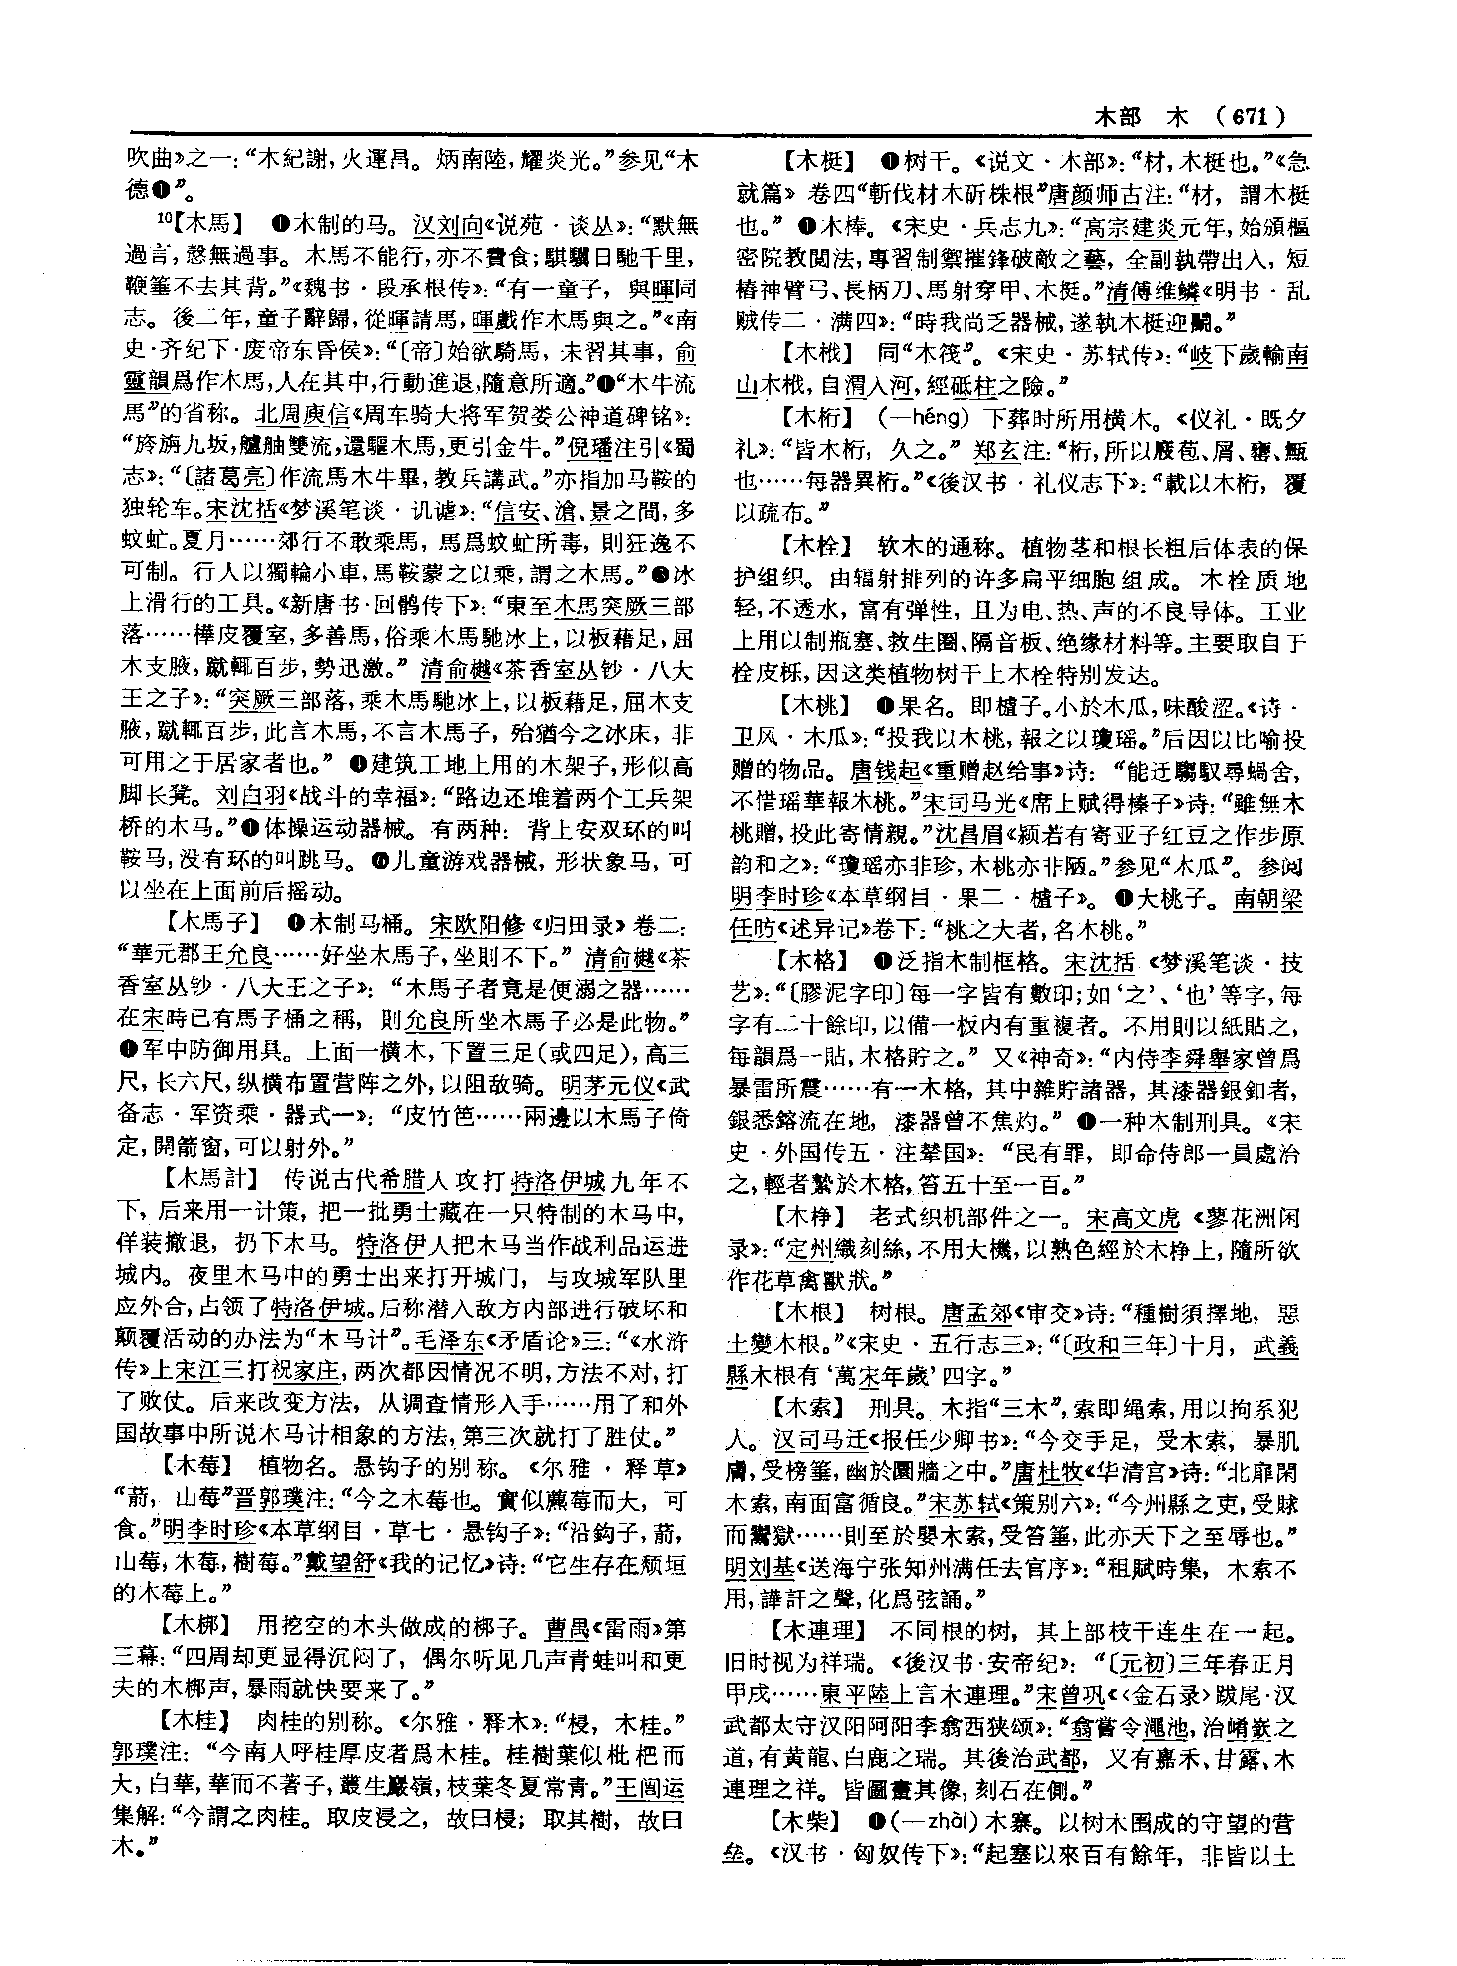 木部 木 (671)
吹曲》之一：“木紀謝，火運昌。炳南陸，耀炎光。”参见“木
德❶”。
¹⁰【木馬】 ❶木制的马。汉刘向《说苑·谈丛》：“默無
過言，慤無過事。木馬不能行，亦不費食；騏驥日馳千里，
鞭箠不去其背。”《魏书·段承根传》：“有一童子，與暉同
志。後二年，童子辭歸，從暉請馬，暉戲作木馬與之。”《南
史·齐纪下·废帝东昏侯》：“〔帝〕始欲騎馬，未習其事，俞
靈韻爲作木馬，人在其中，行動進退，隨意所適。”❷“木牛流
馬”的省称。北周庾信《周车骑大将军贺娄公神道碑铭》：
“旍旃九坂，艫舳雙流，還驅木馬，更引金牛。”倪璠注引《蜀
志》：“〔諸葛亮〕作流馬木牛畢，教兵講武。”亦指加马鞍的
独轮车。宋沈括《梦溪笔谈·讥谑》：“信安、滄、景之間，多
蚊虻。夏月……郊行不敢乘馬，馬爲蚊虻所毒，則狂逸不
可制。行人以獨輪小車，馬鞍蒙之以乘，謂之木馬。”❸冰
上滑行的工具。《新唐书·回鹘传下》：“東至木馬突厥三部
落……樺皮覆室，多善馬，俗乘木馬馳冰上，以板藉足，屈
木支腋，蹴輒百步，勢迅激。”清俞樾《茶香室丛钞·八大
王之子》：“突厥三部落，乘木馬馳冰上，以板藉足，屈木支
腋，蹴輒百步，此言木馬，不言木馬子，殆猶今之冰床，非
可用之于居家者也。”❹建筑工地上用的木架子，形似高
脚长凳。刘白羽《战斗的幸福》：“路边还堆着两个工兵架
桥的木马。”❺体操运动器械。有两种：背上安双环的叫
鞍马，没有环的叫跳马。❻儿童游戏器械，形状象马，可
以坐在上面前后摇动。
【木馬子】 ❶木制马桶。宋欧阳修《归田录》卷二：
“華元郡王允良……好坐木馬子，坐則不下。”清俞樾《茶
香室丛钞·八大王之子》：“木馬子者竟是便溺之器……
在宋時已有馬子桶之稱，則允良所坐木馬子必是此物。”
❷军中防御用具。上面一横木，下置三足(或四足)，高三
尺，长六尺，纵横布置营阵之外，以阻敌骑。明茅元仪《武
备志·军资乘·器式一》：“皮竹笆……兩邊以木馬子倚
定，開箭窗，可以射外。”
【木馬計】 传说古代希腊人攻打特洛伊城九年不
下，后来用一计策，把一批勇士藏在一只特制的木马中，
佯装撤退，扔下木马。特洛伊人把木马当作战利品运进
城内。夜里木马中的勇士出来打开城门，与攻城军队里
应外合，占领了特洛伊城。后称潜入敌方内部进行破坏和
颠覆活动的办法为“木马计”。毛泽东《矛盾论》三：“《水浒
传》上宋江三打祝家庄，两次都因情况不明，方法不对，打
了败仗。后来改变方法，从调查情形入手……用了和外
国故事中所说木马计相象的方法，第三次就打了胜仗。”
【木莓】 植物名。悬钩子的别称。《尔雅·释草》
“葥，山莓”晋郭璞注：“今之木莓也。實似藨莓而大，可
食。”明李时珍《本草纲目·草七·悬钩子》：“沿鉤子，葥，
山莓，木莓，樹莓。”戴望舒《我的记忆》诗：“它生存在颓垣
的木莓上。”
【木梆】 用挖空的木头做成的梆子。曹禺《雷雨》第
三幕：“四周却更显得沉闷了，偶尔听见几声青蛙叫和更
夫的木梆声，暴雨就快要来了。”
【木桂】 肉桂的别称。《尔雅·释木》：“梫，木桂。”
郭璞注：“今南人呼桂厚皮者爲木桂。桂樹葉似枇杷而
大，白華，華而不著子，叢生巖嶺，枝葉冬夏常青。”王闿运
集解：“今謂之肉桂。取皮浸之，故曰梫；取其樹，故曰
木。”
【木梃】 ❶树干。《说文·木部》：“材，木梃也。”《急
就篇》卷四“斬伐材木斫株根”唐颜师古注：“材，謂木梃
也。”❷木棒。《宋史·兵志九》：“高宗建炎元年，始頒樞
密院教閲法，專習制禦摧鋒破敵之藝，全副執帶出入，短
樁神臂弓、長柄刀、馬射穿甲、木梃。”清傅维鳞《明书·乱
贼传二·满四》：“時我尚乏器械，遂執木梃迎鬭。”
【木栰】 同“木筏”。《宋史·苏轼传》：“岐下歲輸南
山木栰，自渭入河，經砥柱之險。”
【木桁】 (—héng) 下葬时所用横木。《仪礼·既夕
礼》：“皆木桁，久之。”郑玄注：“桁，所以庪苞、屑、甕、甒
也……每器異桁。”《後汉书·礼仪志下》：“載以木桁，覆
以疏布。”
【木栓】 软木的通称。植物茎和根长粗后体表的保
护组织。由辐射排列的许多扁平细胞组成。木栓质地
轻，不透水，富有弹性，且为电、热、声的不良导体。工业
上用以制瓶塞、救生圈、隔音板、绝缘材料等。主要取自于
栓皮栎，因这类植物树干上木栓特别发达。
【木桃】 ❶果名。即樝子。小於木瓜，味酸涩。《诗·
卫风·木瓜》：“投我以木桃，報之以瓊瑶。”后因以比喻投
赠的物品。唐钱起《重赠赵给事》诗：“能迂騶馭尋蝸舍，
不惜瑶華報木桃。”宋司马光《席上赋得榛子》诗：“雖無木
桃贈，投此寄情親。”沈昌眉《颖若有寄亚子红豆之作步原
韵和之》：“瓊瑶亦非珍，木桃亦非陋。”参见“木瓜”。参阅
明李时珍《本草纲目·果二·樝子》。❷大桃子。南朝梁
任昉《述异记》卷下：“桃之大者，名木桃。”
【木格】 ❶泛指木制框格。宋沈括《梦溪笔谈·技
艺》：“〔膠泥字印〕每一字皆有數印；如‘之’、‘也’等字，每
字有二十餘印，以備一板内有重複者。不用則以紙貼之，
每韻爲一貼，木格貯之。”又《神奇》：“内侍李舜舉家曾爲
暴雷所震……有一木格，其中雜貯諸器，其漆器銀釦者，
銀悉鎔流在地，漆器曾不焦灼。”❷一种木制刑具。《宋
史·外国传五·注辇国》：“民有罪，即命侍郎一員處治
之，輕者縶於木格，笞五十至一百。”
【木棦】 老式织机部件之一。宋高文虎《蓼花洲闲
录》：“定州織刻絲，不用大機，以熟色經於木棦上，隨所欲
作花草禽獸狀。”
【木根】 树根。唐孟郊《审交》诗：“種樹須擇地，惡
土變木根。”《宋史·五行志三》：“〔政和三年〕十月，武義
縣木根有‘萬宋年歲’四字。”
【木索】 刑具。木指“三木”，索即绳索，用以拘系犯
人。汉司马迁《报任少卿书》：“今交手足，受木索，暴肌
膚，受榜箠，幽於圜牆之中。”唐杜牧《华清宫》诗：“北扉閑
木索，南面富循良。”宋苏轼《策别六》：“今州縣之吏，受賕
而鬻獄……則至於嬰木索，受笞箠，此亦天下之至辱也。”
明刘基《送海宁张知州满任去官序》：“租賦時集，木索不
用，譁訐之聲，化爲弦誦。”
【木連理】 不同根的树，其上部枝干连生在一起。
旧时视为祥瑞。《後汉书·安帝纪》：“〔元初〕三年春正月
甲戌……東平陸上言木連理。”宋曾巩《〈金石录〉跋尾·汉
武都太守汉阳阿阳李翕西狭颂》：“翕嘗令澠池，治崤嶔之
道，有黄龍、白鹿之瑞。其後治武都，又有嘉禾、甘露、木
連理之祥。皆圖畫其像，刻石在側。”
【木柴】 ❶(—zhài)木寨。以树木围成的守望的营
垒。《汉书·匈奴传下》：“起塞以來百有餘年，非皆以土